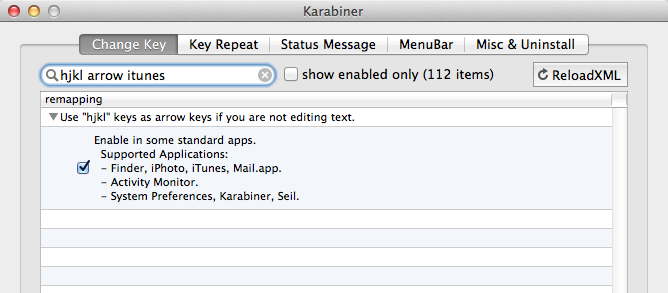 Karabiner
Change Key Key Repeat Status Message MenuBar Misc & Uninstall
hjkl arrow itunes show enabled only (112 items) ReloadXML
remapping
Use "hjkl" keys as arrow keys if you are not editing text.
Enable in some standard apps.
Supported Applications:
- Finder, iPhoto, iTunes, Mail.app.
- Activity Monitor.
- System Preferences, Karabiner, Seil.